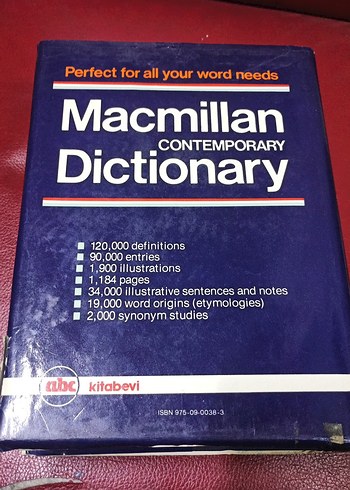 Perfect for all your word needs
Macmillan
CONTEMPORARY
Dictionary
120,000 definitions
90,000 entries
1,900 illustrations
1,184 pages
34,000 illustrative sentences and notes
19,000 word origins (etymologies)
2,000 synonym studies
abc kitabevi
ISBN 975-09-0038-3